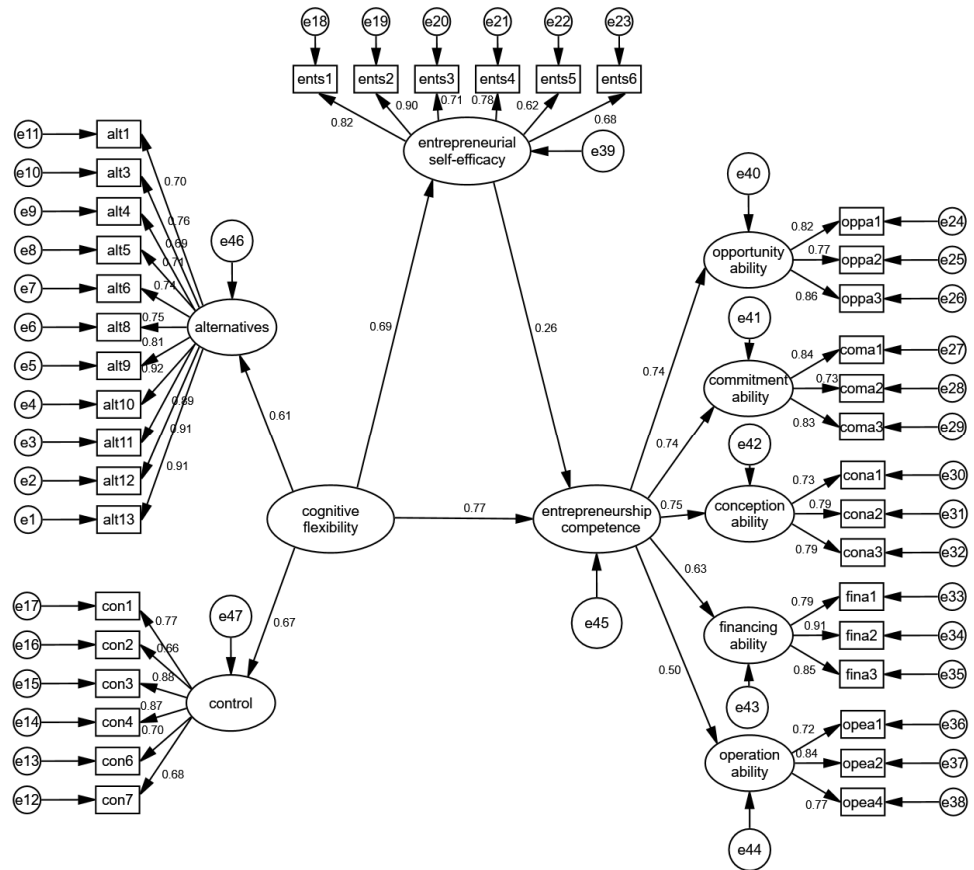 e18
e19
e20
e21
e22
e23
ents1
ents2
ents3
ents4
ents5
ents6
0.82
0.90
0.71
0.78
0.62
0.68
entrepreneurial
self-efficacy
e39
e11
alt1
e10
alt3
e9
alt4
e8
alt5
e7
alt6
e6
alt8
e5
alt9
e4
alt10
e3
alt11
e2
alt12
e1
alt13
0.70
0.76
0.69
0.71
0.74
0.75
0.81
0.92
0.89
0.91
0.91
e46
alternatives
0.61
0.69
0.26
cognitive
flexibility
0.77
entrepreneurship
competence
e45
0.67
e47
control
e17
con1
e16
con2
e15
con3
e14
con4
e13
con6
e12
con7
0.77
0.66
0.88
0.87
0.70
0.68
0.74
0.74
0.75
0.63
0.50
e40
opportunity
ability
0.82
0.77
0.86
oppa1
e24
oppa2
e25
oppa3
e26
e41
commitment
ability
0.84
0.73
0.83
coma1
e27
coma2
e28
coma3
e29
e42
conception
ability
0.73
0.79
0.79
cona1
e30
cona2
e31
cona3
e32
financing
ability
e43
0.79
0.91
0.85
fina1
e33
fina2
e34
fina3
e35
operation
ability
e44
0.72
0.84
0.77
opea1
e36
opea2
e37
opea4
e38